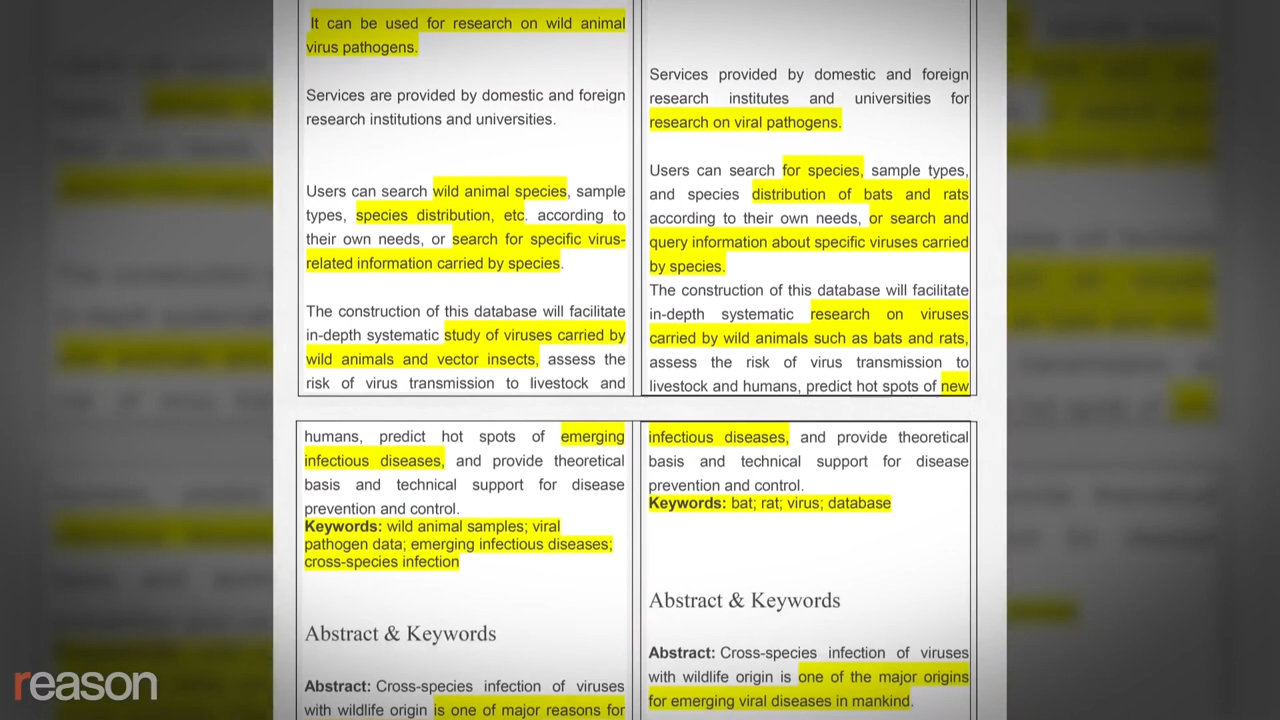 It can be used for research on wild animal
virus pathogens.
Services are provided by domestic and foreign
research institutions and universities.
Users can search wild animal species, sample
types, species distribution, etc. according to
their own needs, or search for specific virus-
related information carried by species.
The construction of this database will facilitate
in-depth systematic study of viruses carried by
wild animals and vector insects, assess the
risk of virus transmission to livestock and
humans, predict hot spots of emerging
infectious diseases, and provide theoretical
basis and technical support for disease
prevention and control.
Keywords: wild animal samples; viral
pathogen data; emerging infectious diseases;
cross-species infection
Abstract & Keywords
Abstract: Cross-species infection of viruses
with wildlife origin is one of major reasons for
Services provided by domestic and foreign
research institutes and universities for
research on viral pathogens.
Users can search for species, sample types,
and species distribution of bats and rats
according to their own needs, or search and
query information about specific viruses carried
by species.
The construction of this database will facilitate
in-depth systematic research on viruses
carried by wild animals such as bats and rats,
assess the risk of virus transmission to
livestock and humans, predict hot spots of new
infectious diseases, and provide theoretical
basis and technical support for disease
prevention and control.
Keywords: bat; rat; virus; database
Abstract & Keywords
Abstract: Cross-species infection of viruses
with wildlife origin is one of the major origins
for emerging viral diseases in mankind.
reason